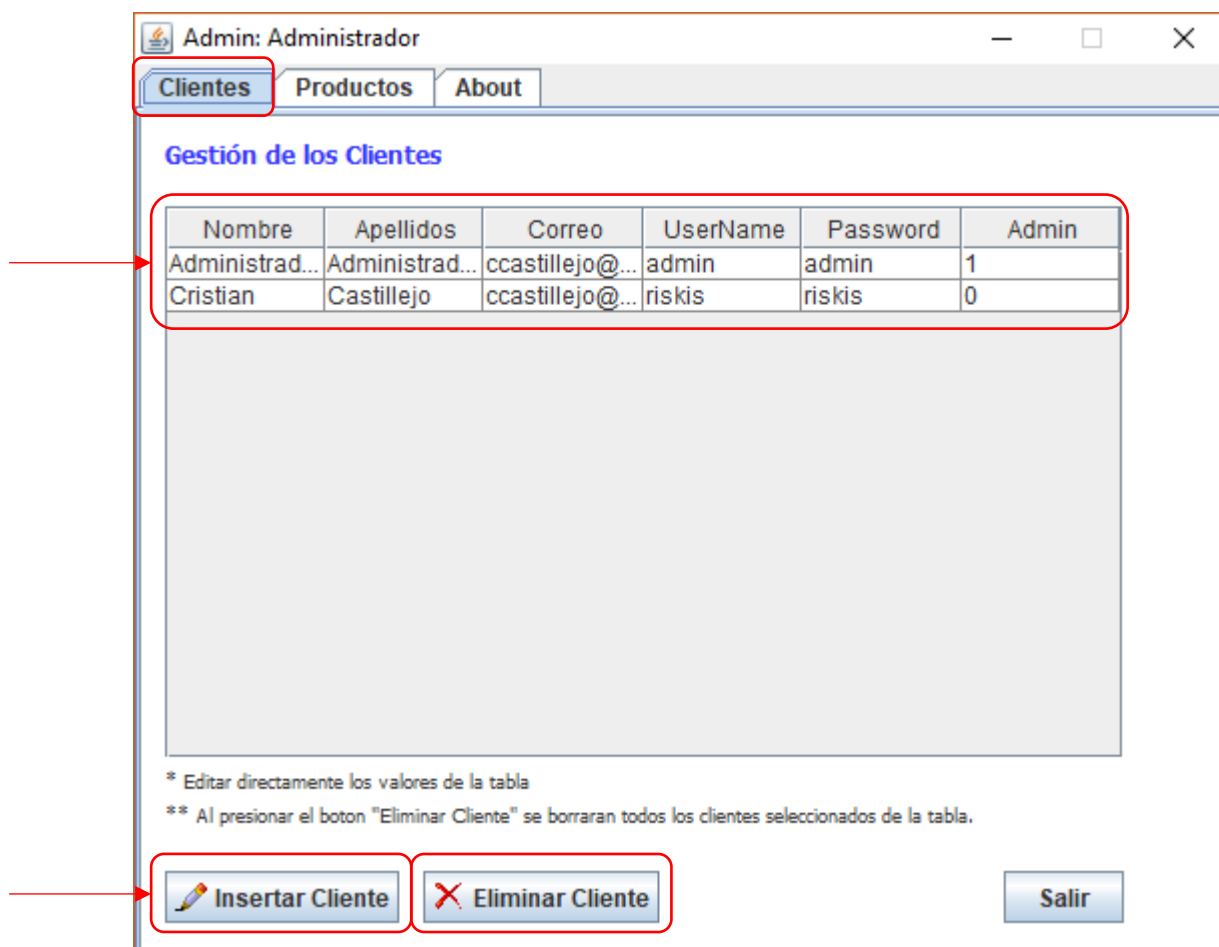 Admin: Administrador
Clientes Productos About
Gestión de los Clientes
Nombre Apellidos Correo UserName Password Admin
Administrad... Administrad... ccastillejo@... admin admin 1
Cristian Castillejo ccastillejo@... riskis riskis 0
* Editar directamente los valores de la tabla
** Al presionar el boton "Eliminar Cliente" se borraran todos los clientes seleccionados de la tabla.
Insertar Cliente Eliminar Cliente Salir